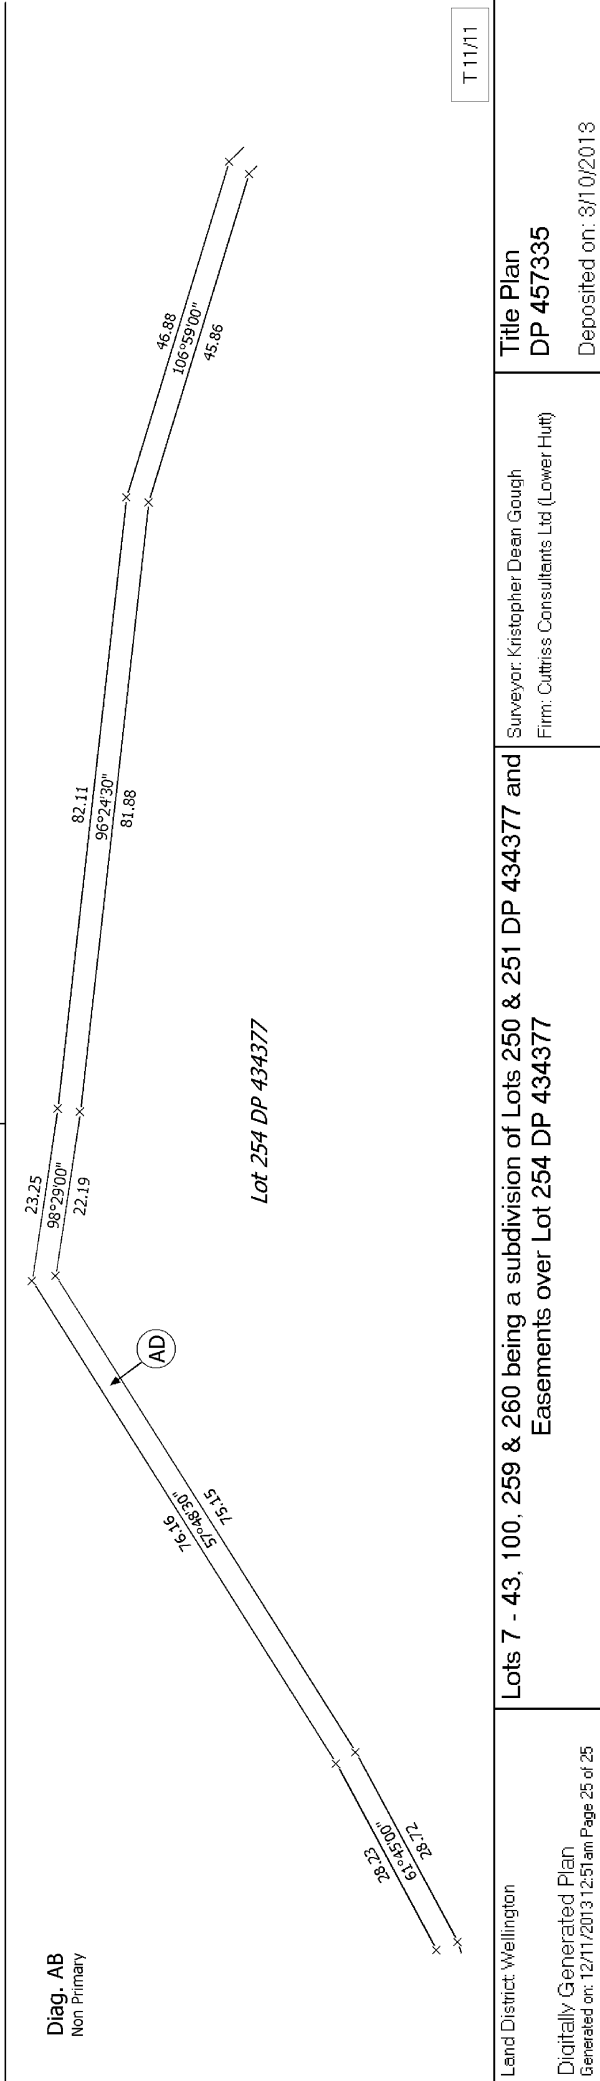 Diag. AB
Non Primary
28.23
61°45'00"
28.72
76.16
57°48'30"
75.15
AD
23.25
98°29'00"
22.19
Lot 254 DP 434377
82.11
96°24'30"
81.88
46.88
106°59'00"
45.86
T 11/11
Land District: Wellington
Digitally Generated Plan
Generated on: 12/11/2013 12:51am Page 25 of 25
Lots 7 - 43, 100, 259 & 260 being a subdivision of Lots 250 & 251 DP 434377 and
Easements over Lot 254 DP 434377
Surveyor: Kristopher Dean Gough
Firm: Cuttriss Consultants Ltd (Lower Hutt)
Title Plan
DP 457335
Deposited on: 3/10/2013